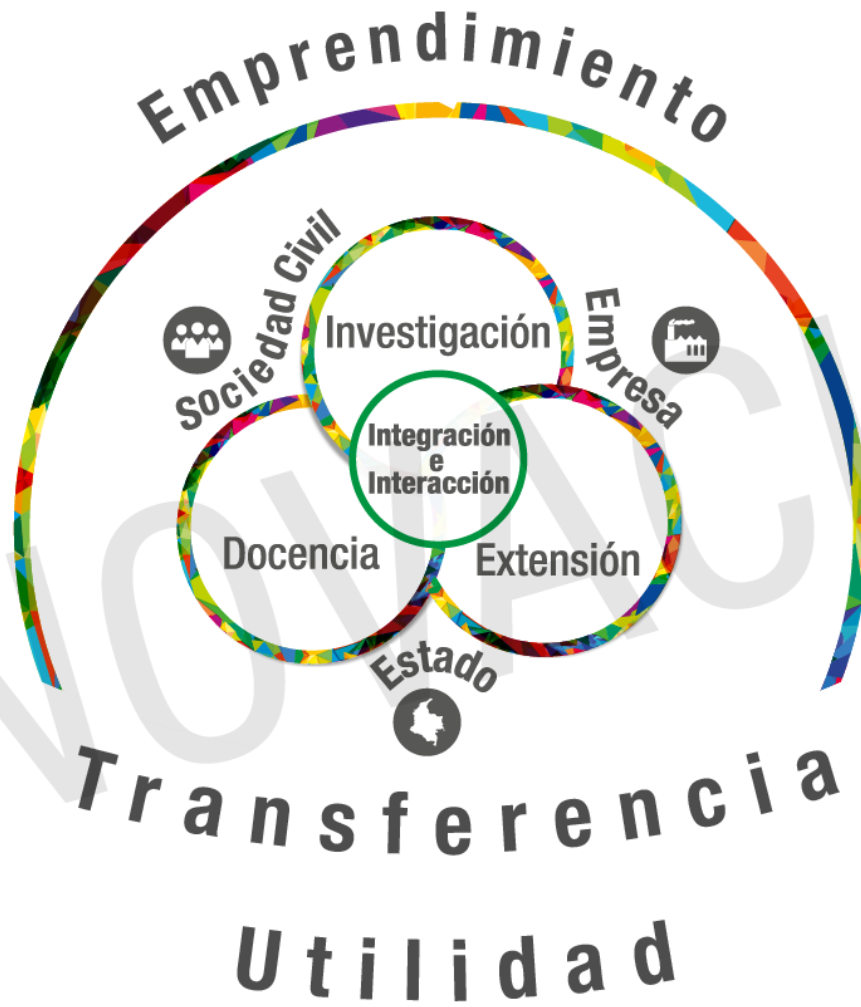 Emprendimiento
Sociedad Civil
Empresa
Investigación
Integración
e
Interacción
Docencia
Extensión
Estado
Transferencia
Utilidad